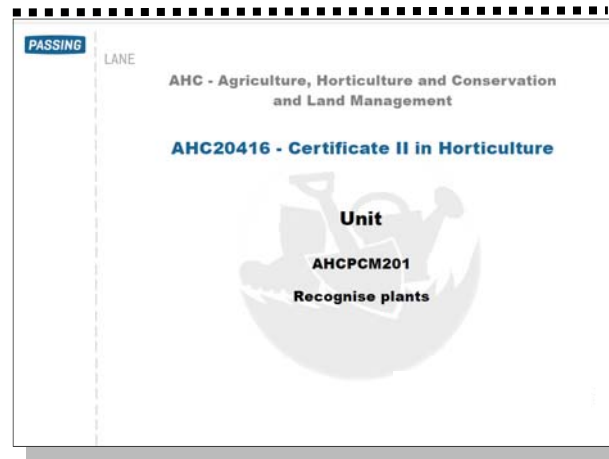 PASSING
LANE
AHC - Agriculture, Horticulture and Conservation
and Land Management
AHC20416 - Certificate II in Horticulture
Unit
AHCPCM201
Recognise plants